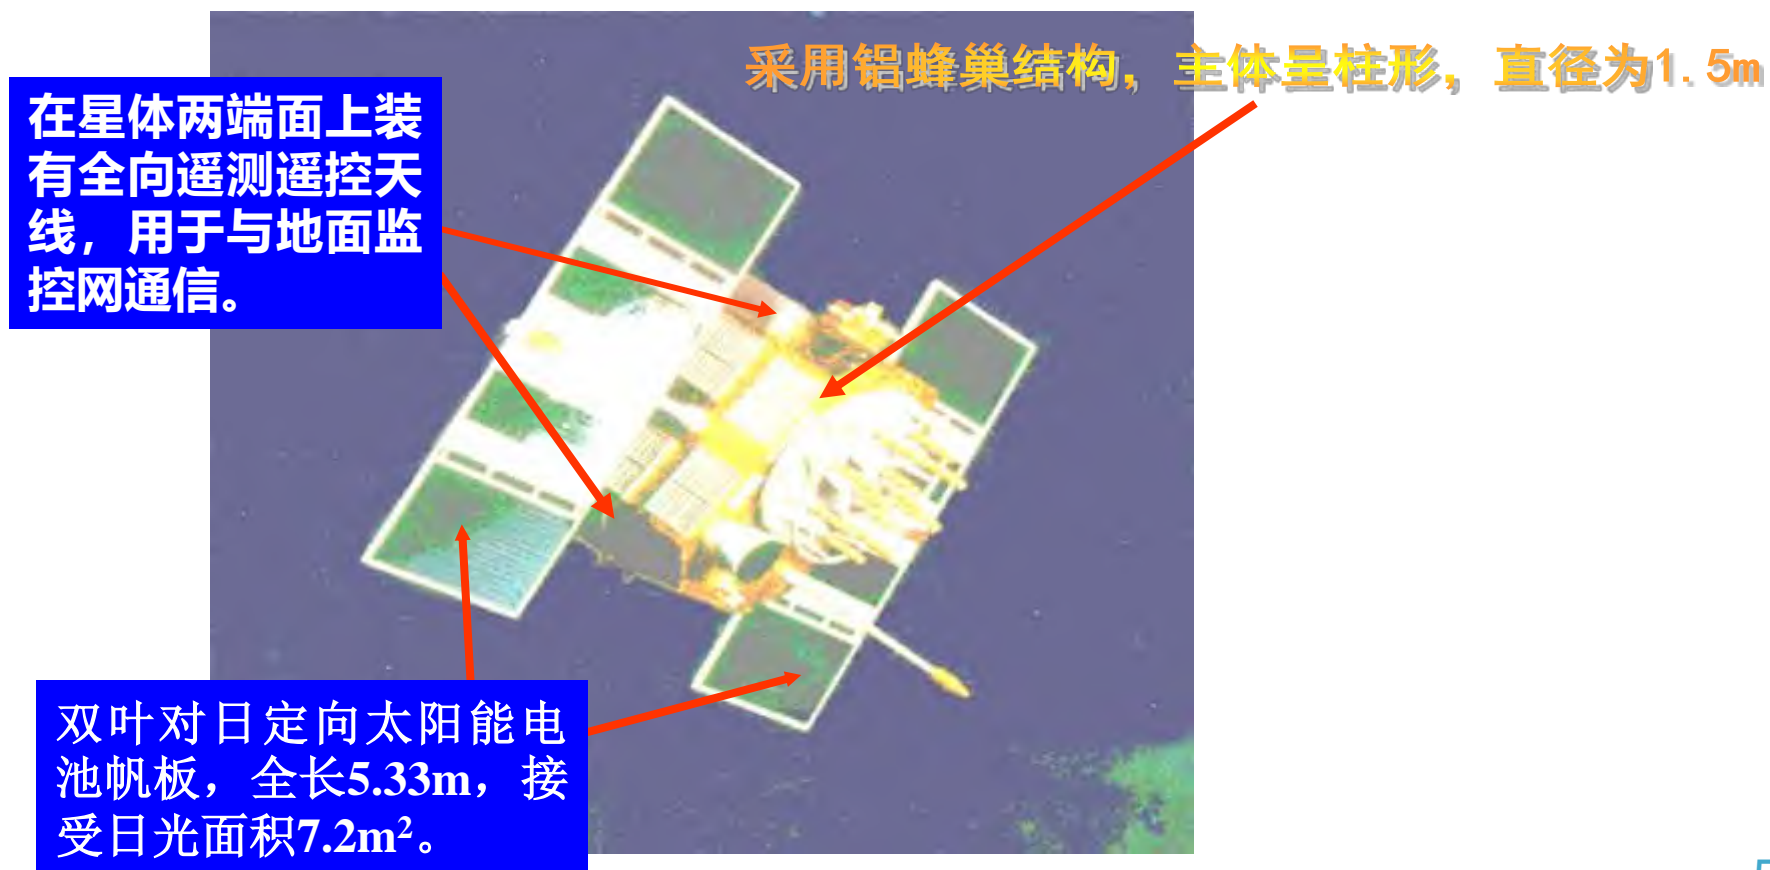 采用铝蜂巢结构，主体呈柱形，直径为1.5m
在星体两端面上装
有全向遥测遥控天
线，用于与地面监
控网通信。
双叶对日定向太阳能电
池帆板，全长5.33m，接
受日光面积7.2m²。